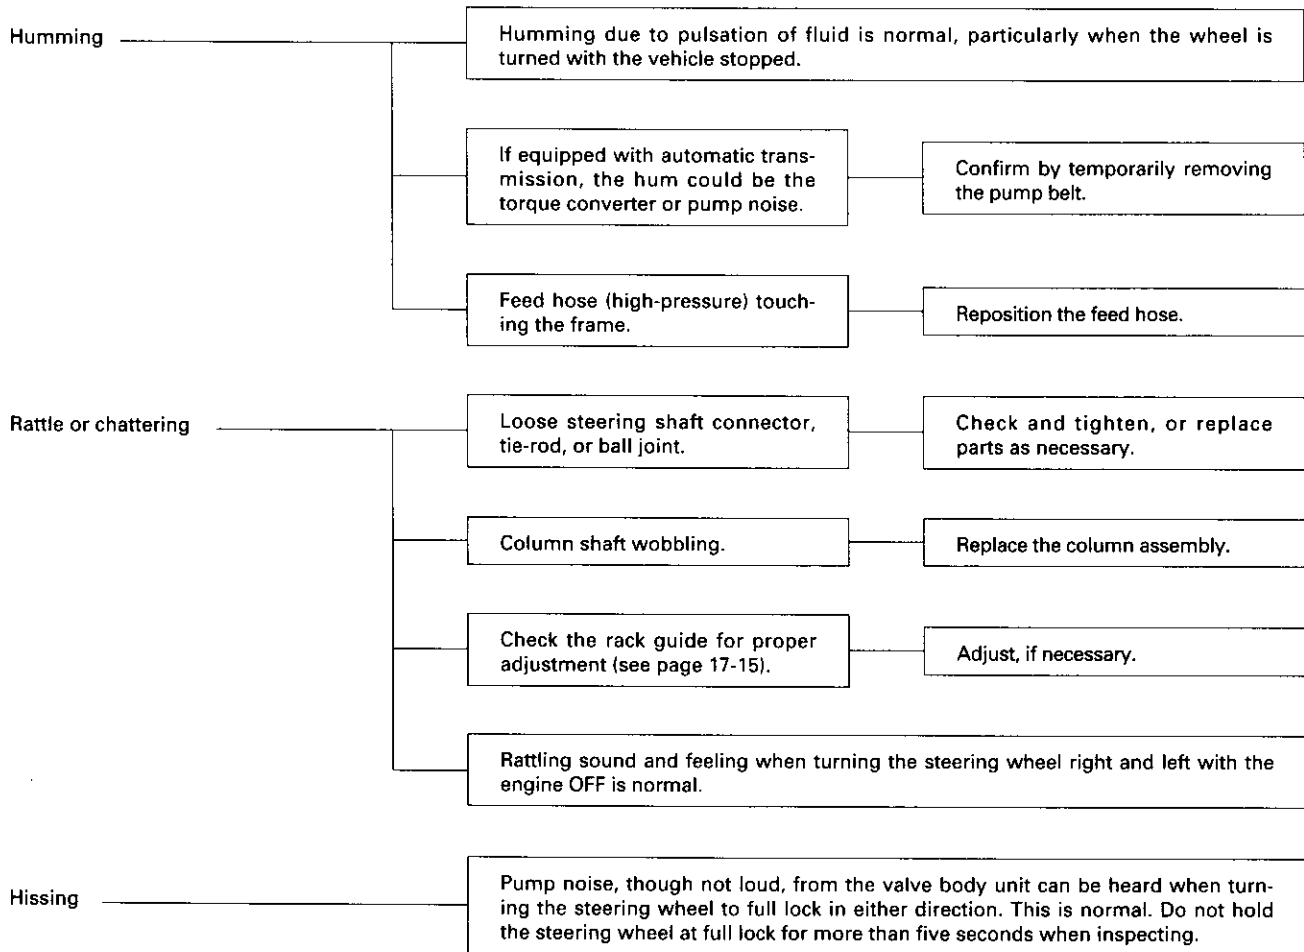 Humming
Humming due to pulsation of fluid is normal, particularly when the wheel is
turned with the vehicle stopped.
If equipped with automatic trans-
mission, the hum could be the
torque converter or pump noise.
Confirm by temporarily removing
the pump belt.
Feed hose (high-pressure) touch-
ing the frame.
Reposition the feed hose.
Rattle or chattering
Loose steering shaft connector,
tie-rod, or ball joint.
Check and tighten, or replace
parts as necessary.
Column shaft wobbling.
Replace the column assembly.
Check the rack guide for proper
adjustment (see page 17-15).
Adjust, if necessary.
Rattling sound and feeling when turning the steering wheel right and left with the
engine OFF is normal.
Hissing
Pump noise, though not loud, from the valve body unit can be heard when turn-
ing the steering wheel to full lock in either direction. This is normal. Do not hold
the steering wheel at full lock for more than five seconds when inspecting.